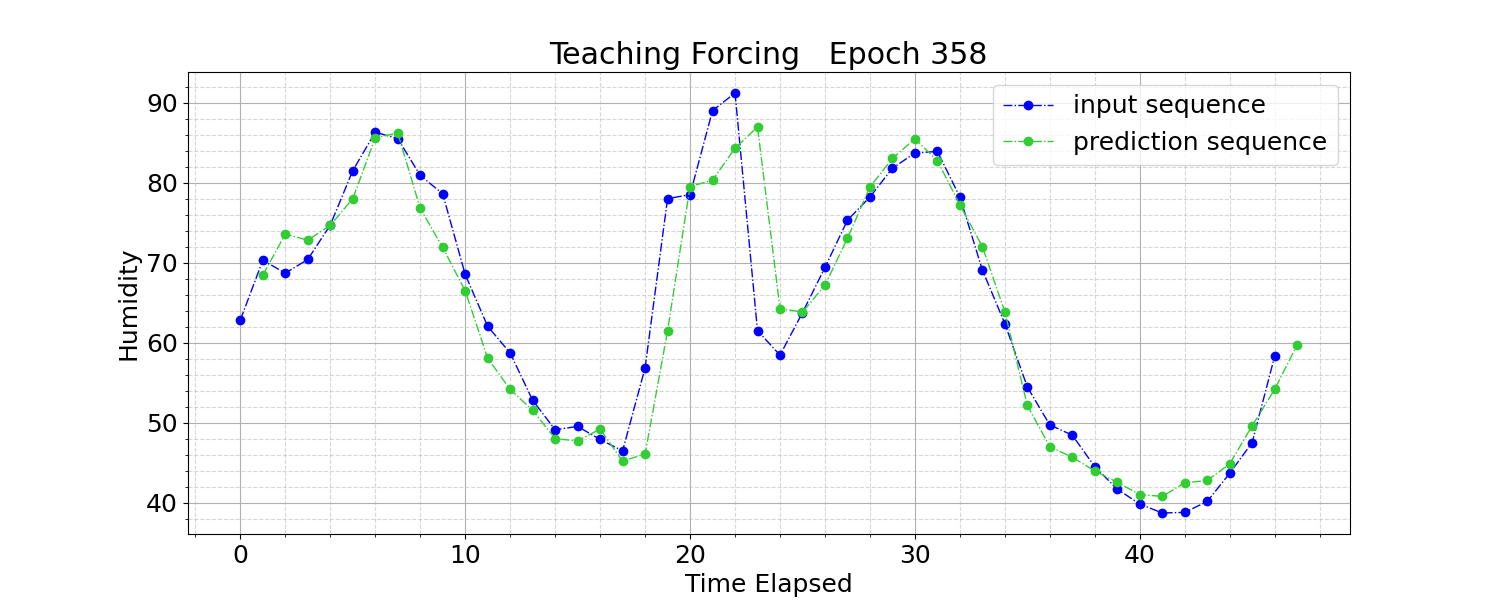 Teaching Forcing   Epoch 358
input sequence
prediction sequence
Humidity
90
80
70
60
50
40
0 10 20 30 40
Time Elapsed